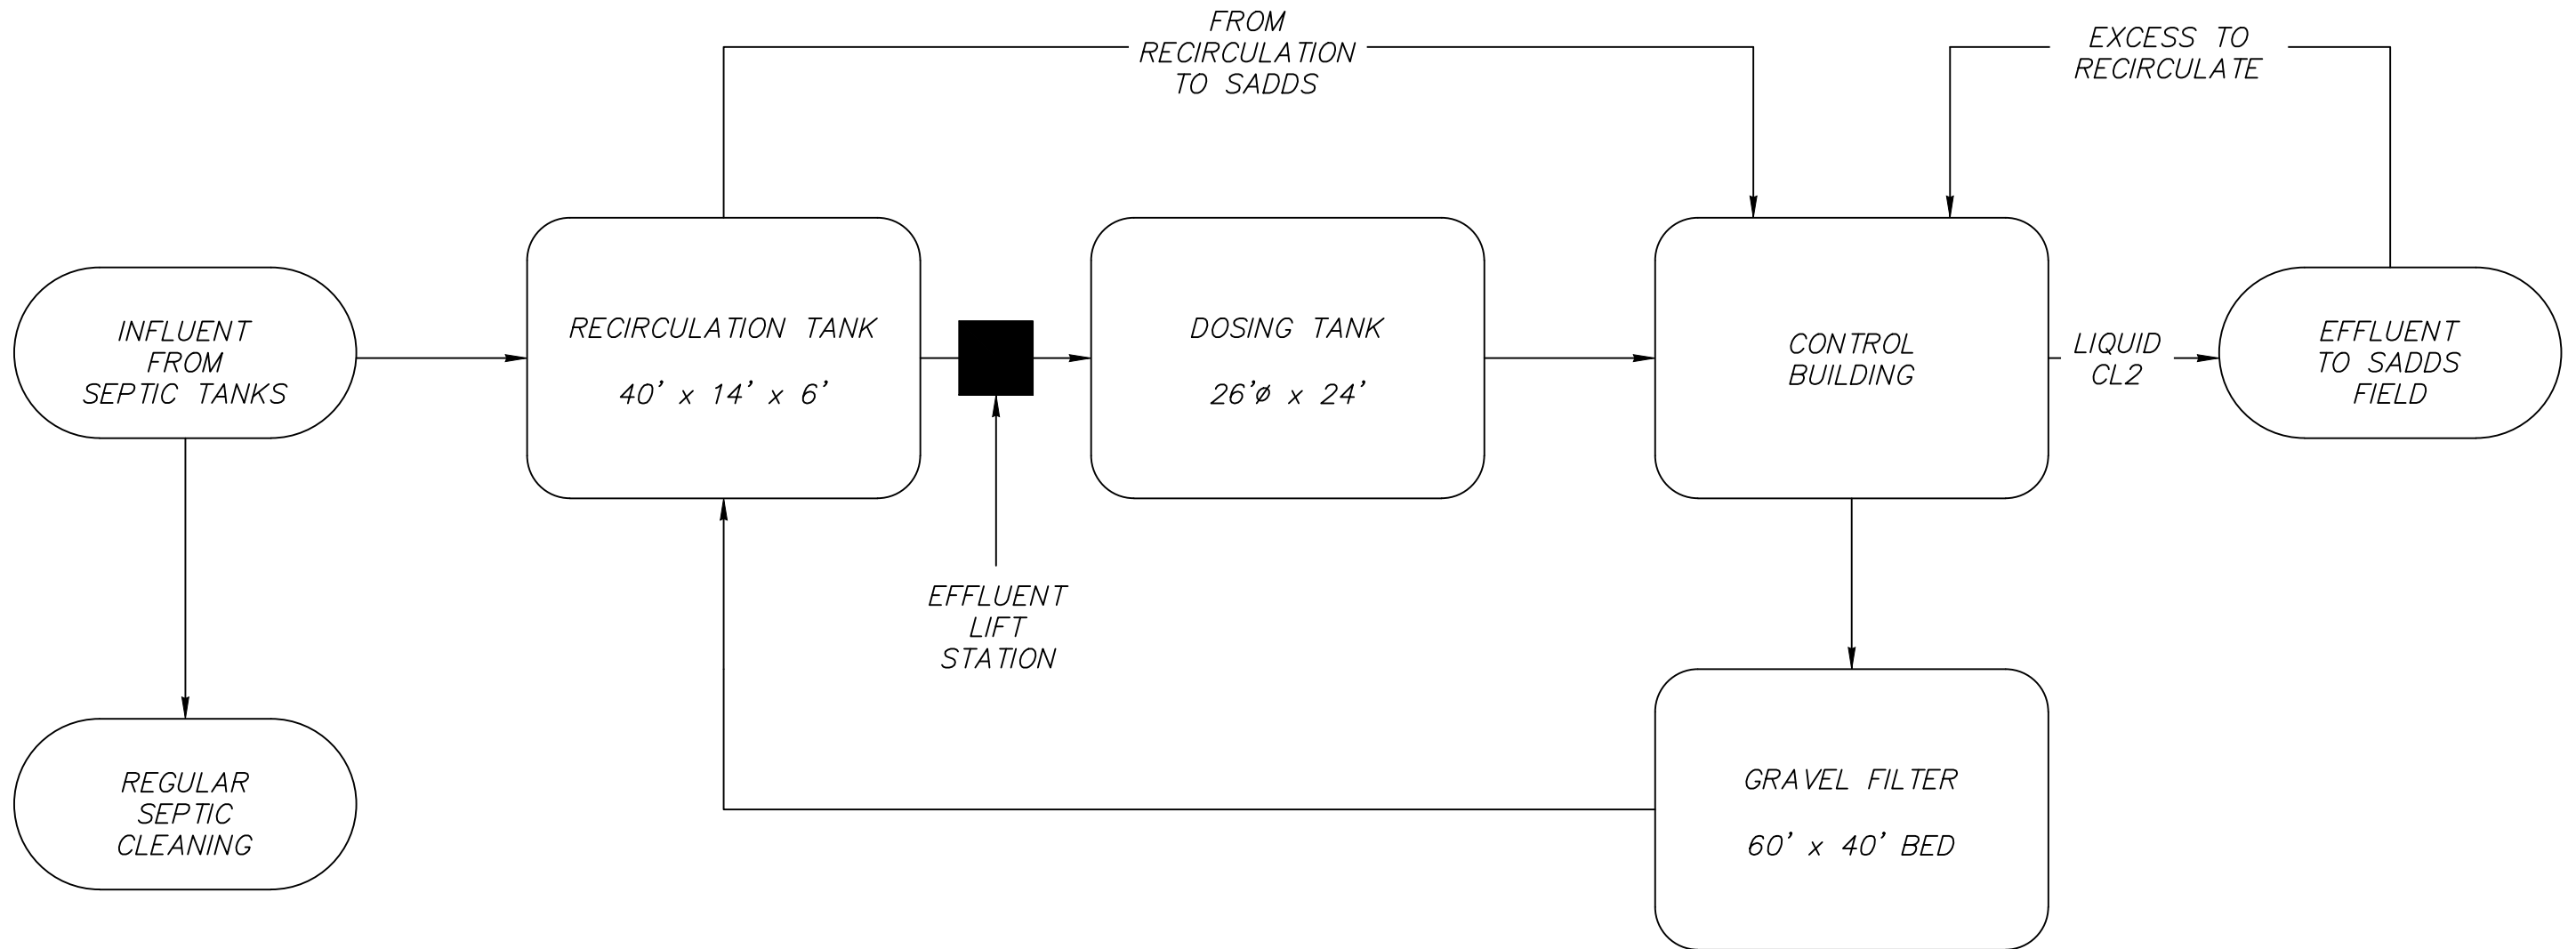 FROM
RECIRCULATION
TO SADDS
EXCESS TO
RECIRCULATE
INFLUENT
FROM
SEPTIC TANKS
RECIRCULATION TANK
40' x 14' x 6'
DOSING TANK
26'ø x 24'
CONTROL
BUILDING
LIQUID
CL2
EFFLUENT
TO SADDS
FIELD
EFFLUENT
LIFT
STATION
REGULAR
SEPTIC
CLEANING
GRAVEL FILTER
60' x 40' BED